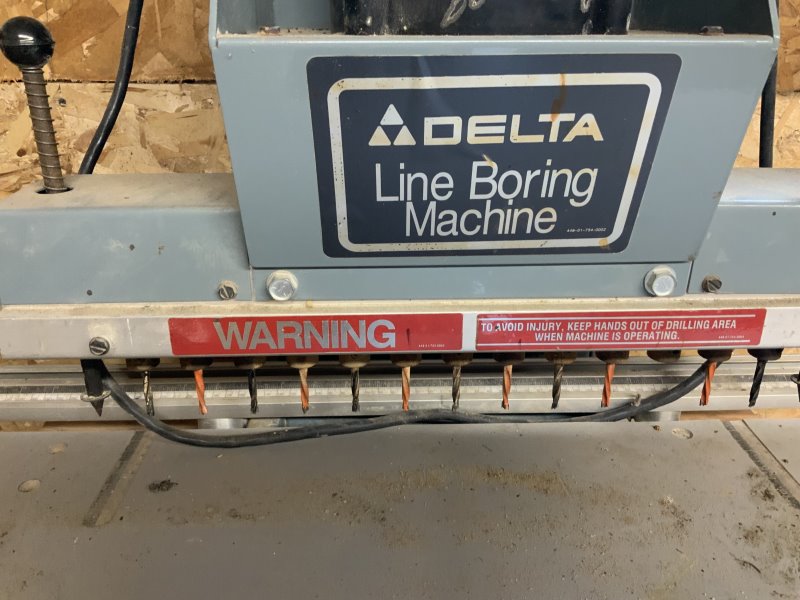 DELTA
Line Boring
Machine
WARNING
TO AVOID INJURY, KEEP HANDS OUT OF DRILLING AREA
WHEN MACHINE IS OPERATING.